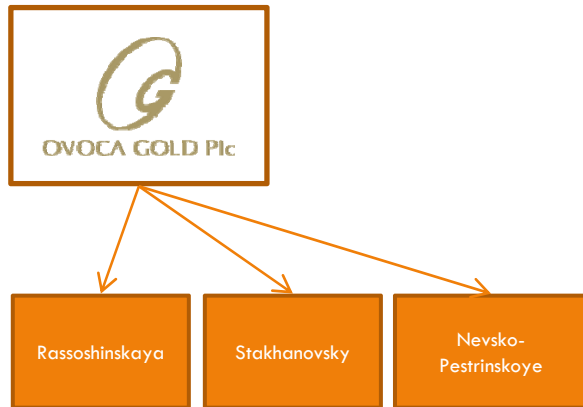 OVOCA GOLD Plc
Rassoshinskaya
Stakhanovsky
Nevsko-
Pestrinskoye